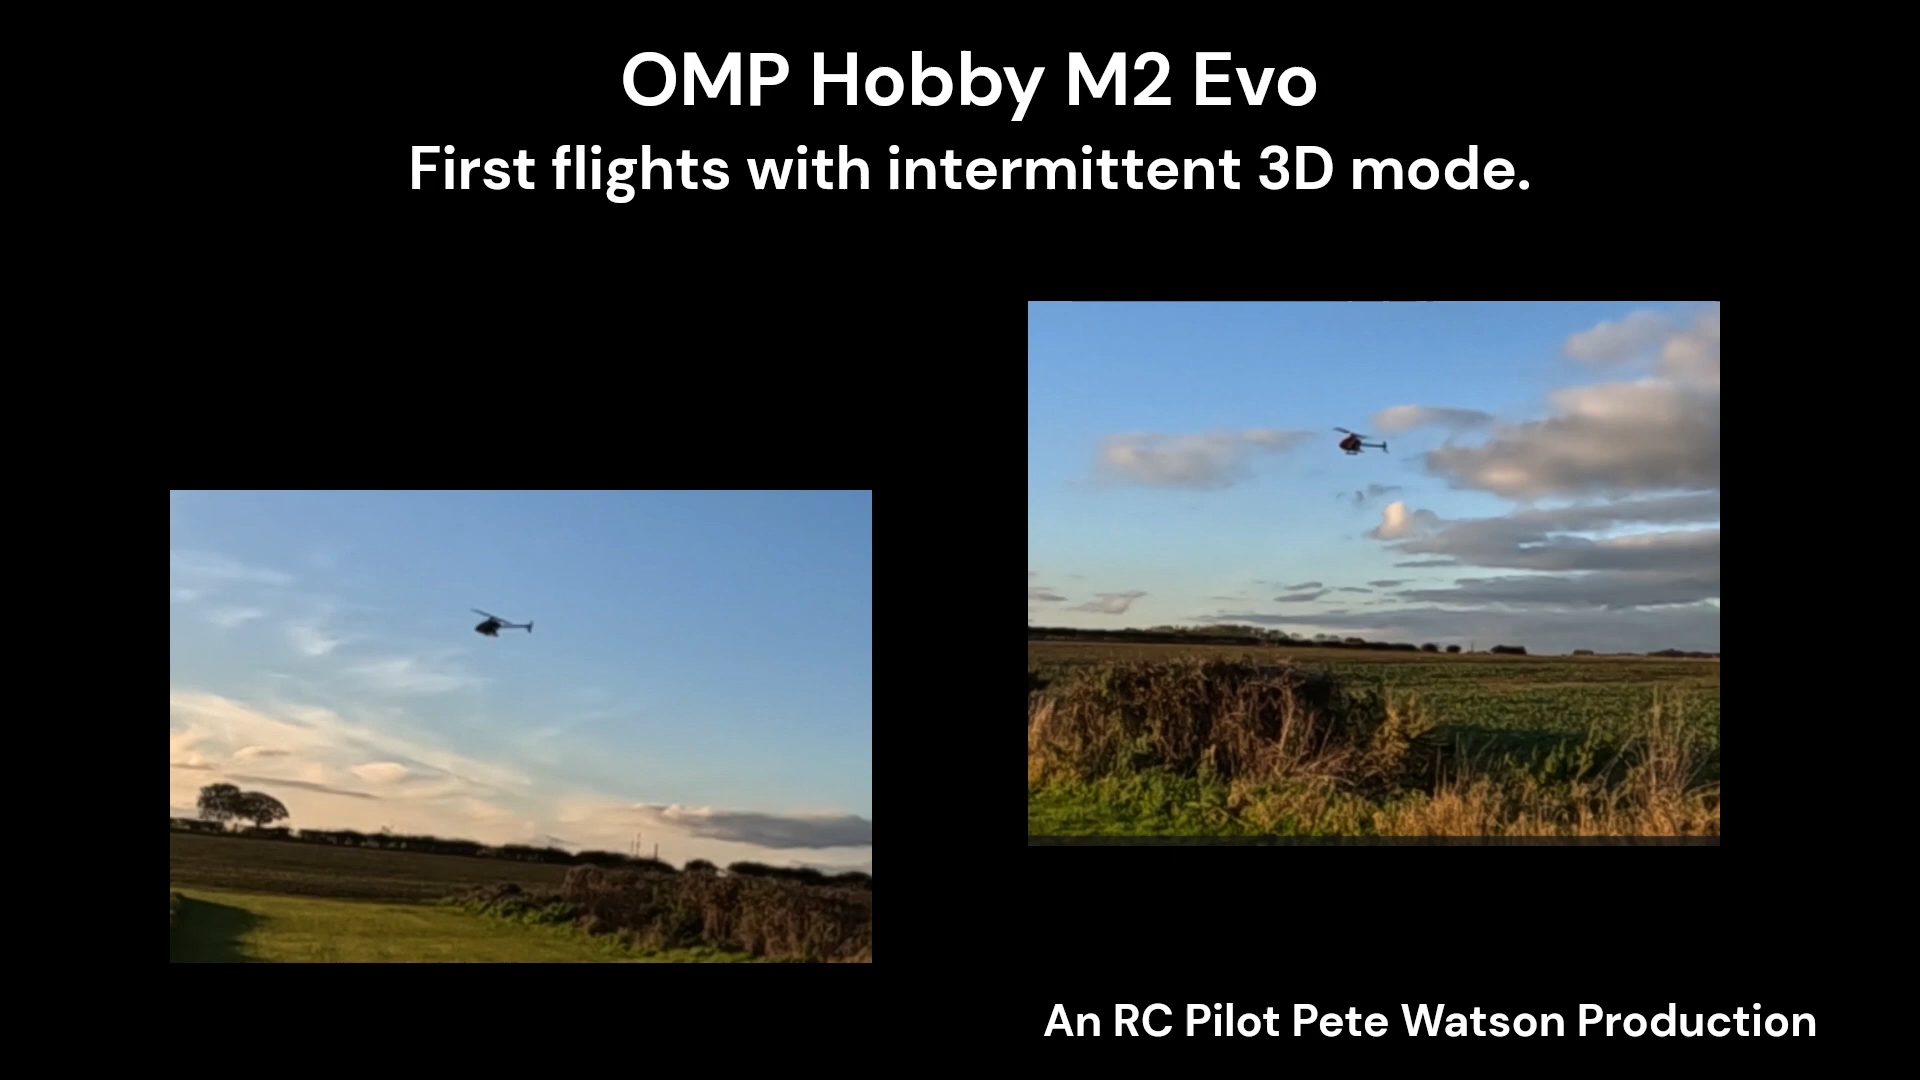 OMP Hobby M2 Evo
First flights with intermittent 3D mode.
An RC Pilot Pete Watson Production